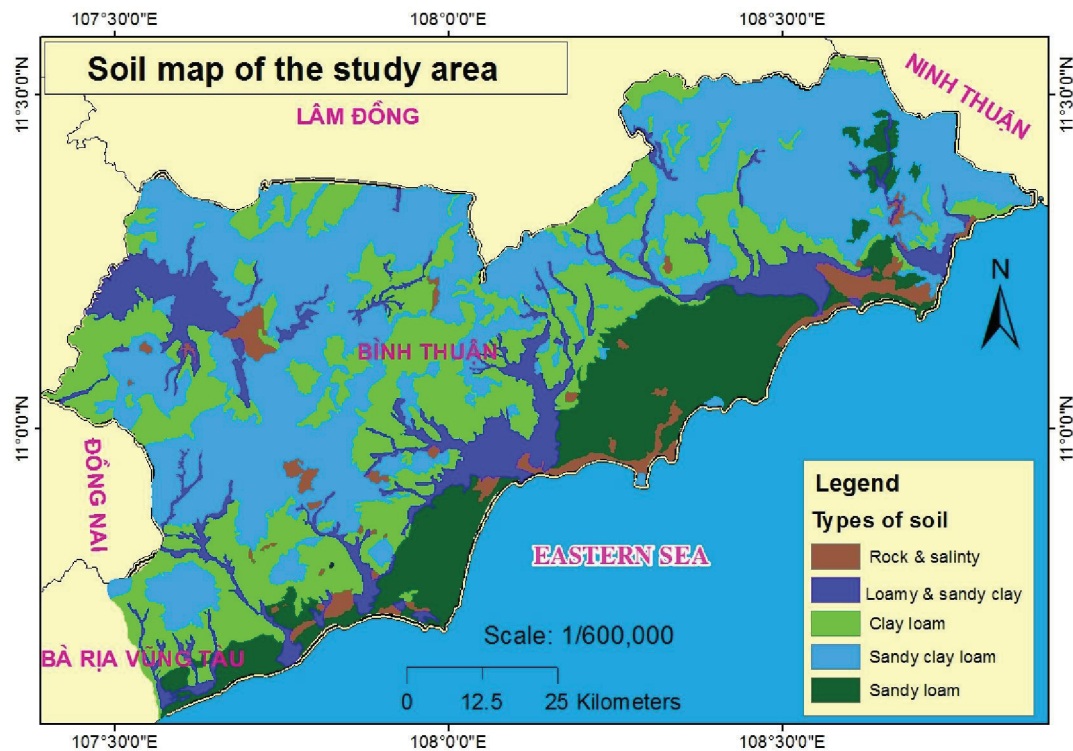 107°30'0"E 108°0'0"E 108°30'0"E
Soil map of the study area
NINH THUẬN
LÂM ĐỒNG
11°30'0"N 11°30'0"N
N
BÌNH THUẬN
11°0'0"N 11°0'0"N
ĐỒNG NAI
Legend
Types of soil
EASTERN SEA
Rock & salinity
Loamy & sandy clay
Clay loam
Scale: 1/600,000
BÀ RỊA VŨNG TÀU
Sandy clay loam
Sandy loam
0 12.5 25 Kilometers
107°30'0"E 108°0'0"E 108°30'0"E